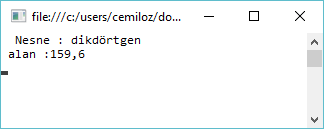 file:///c:/users/cemiloz/do...
Nesne : dikdörtgen
alan :159,6